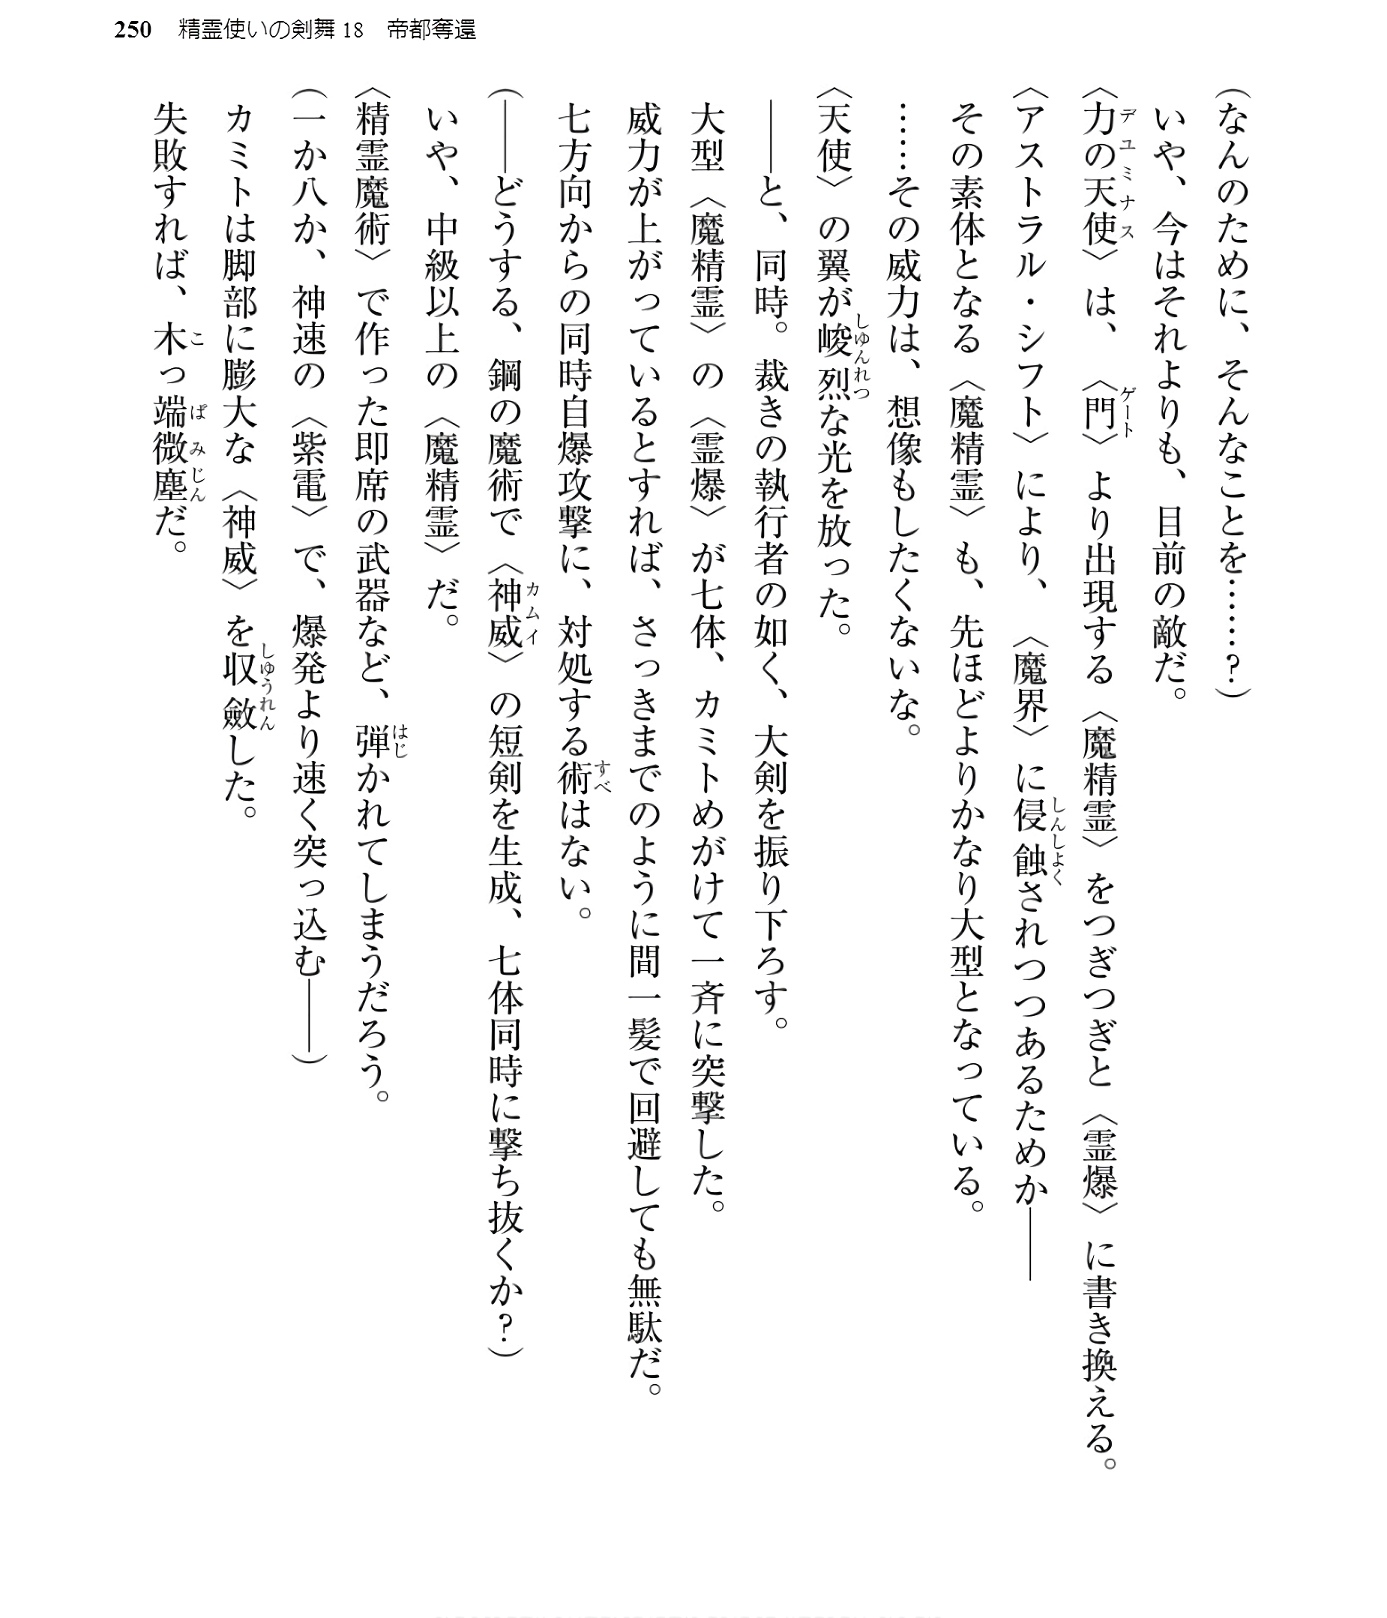 250 精霊使いの剣舞18 帝都奪還
(なんのために、そんなことを……?)
いや、今はそれよりも、目前の敵だ。
〈力の天使〉は、〈門〉より出現する〈魔精霊〉をつぎつぎと〈霊爆〉に書き換える。
デュミナス
ゲート
〈アストラル・シフト〉により、〈魔界〉に侵蝕されつつあるためか――
しんしよく
その素体となる〈魔精霊〉も、先ほどよりかなり大型となっている。
……その威力は、想像もしたくないな。
〈天使〉の翼が峻烈な光を放った。
しゆんれつ
――と、同時。裁きの執行者の如く、大剣を振り下ろす。
大型〈魔精霊〉の〈霊爆〉が七体、カミトめがけて一斉に突撃した。
威力が上がっているとすれば、さっきまでのように間一髪で回避しても無駄だ。
七方向からの同時自爆攻撃に、対処する術はない。
すべ
(――どうする、鋼の魔術で〈神威〉の短剣を生成、七体同時に撃ち抜くか?)
カムイ
いや、中級以上の〈魔精霊〉だ。
〈精霊魔術〉で作った即席の武器など、弾かれてしまうだろう。
はじ
(一か八か、神速の〈紫電〉で、爆発より速く突っ込む――)
カミトは脚部に膨大な〈神威〉を収斂した。
しゆうれん
失敗すれば、木っ端微塵だ。
こ
ぱみじん